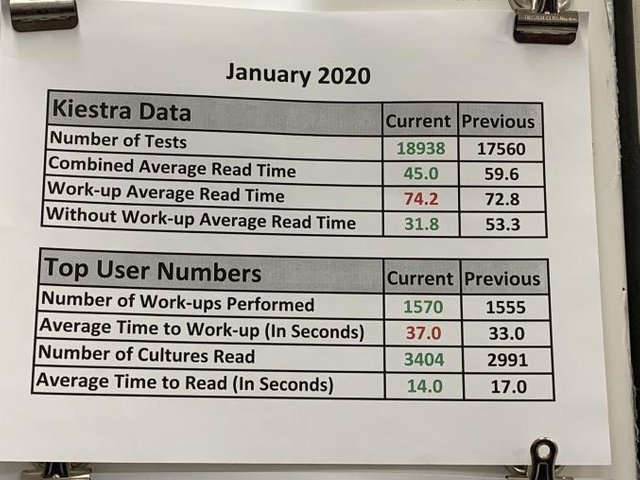 January 2020
Kiestra Data Current Previous
Number of Tests 18938 17560
Combined Average Read Time 45.0 59.6
Work-up Average Read Time 74.2 72.8
Without Work-up Average Read Time 31.8 53.3
Top User Numbers Current Previous
Number of Work-ups Performed 1570 1555
Average Time to Work-up (In Seconds) 37.0 33.0
Number of Cultures Read 3404 2991
Average Time to Read (In Seconds) 14.0 17.0